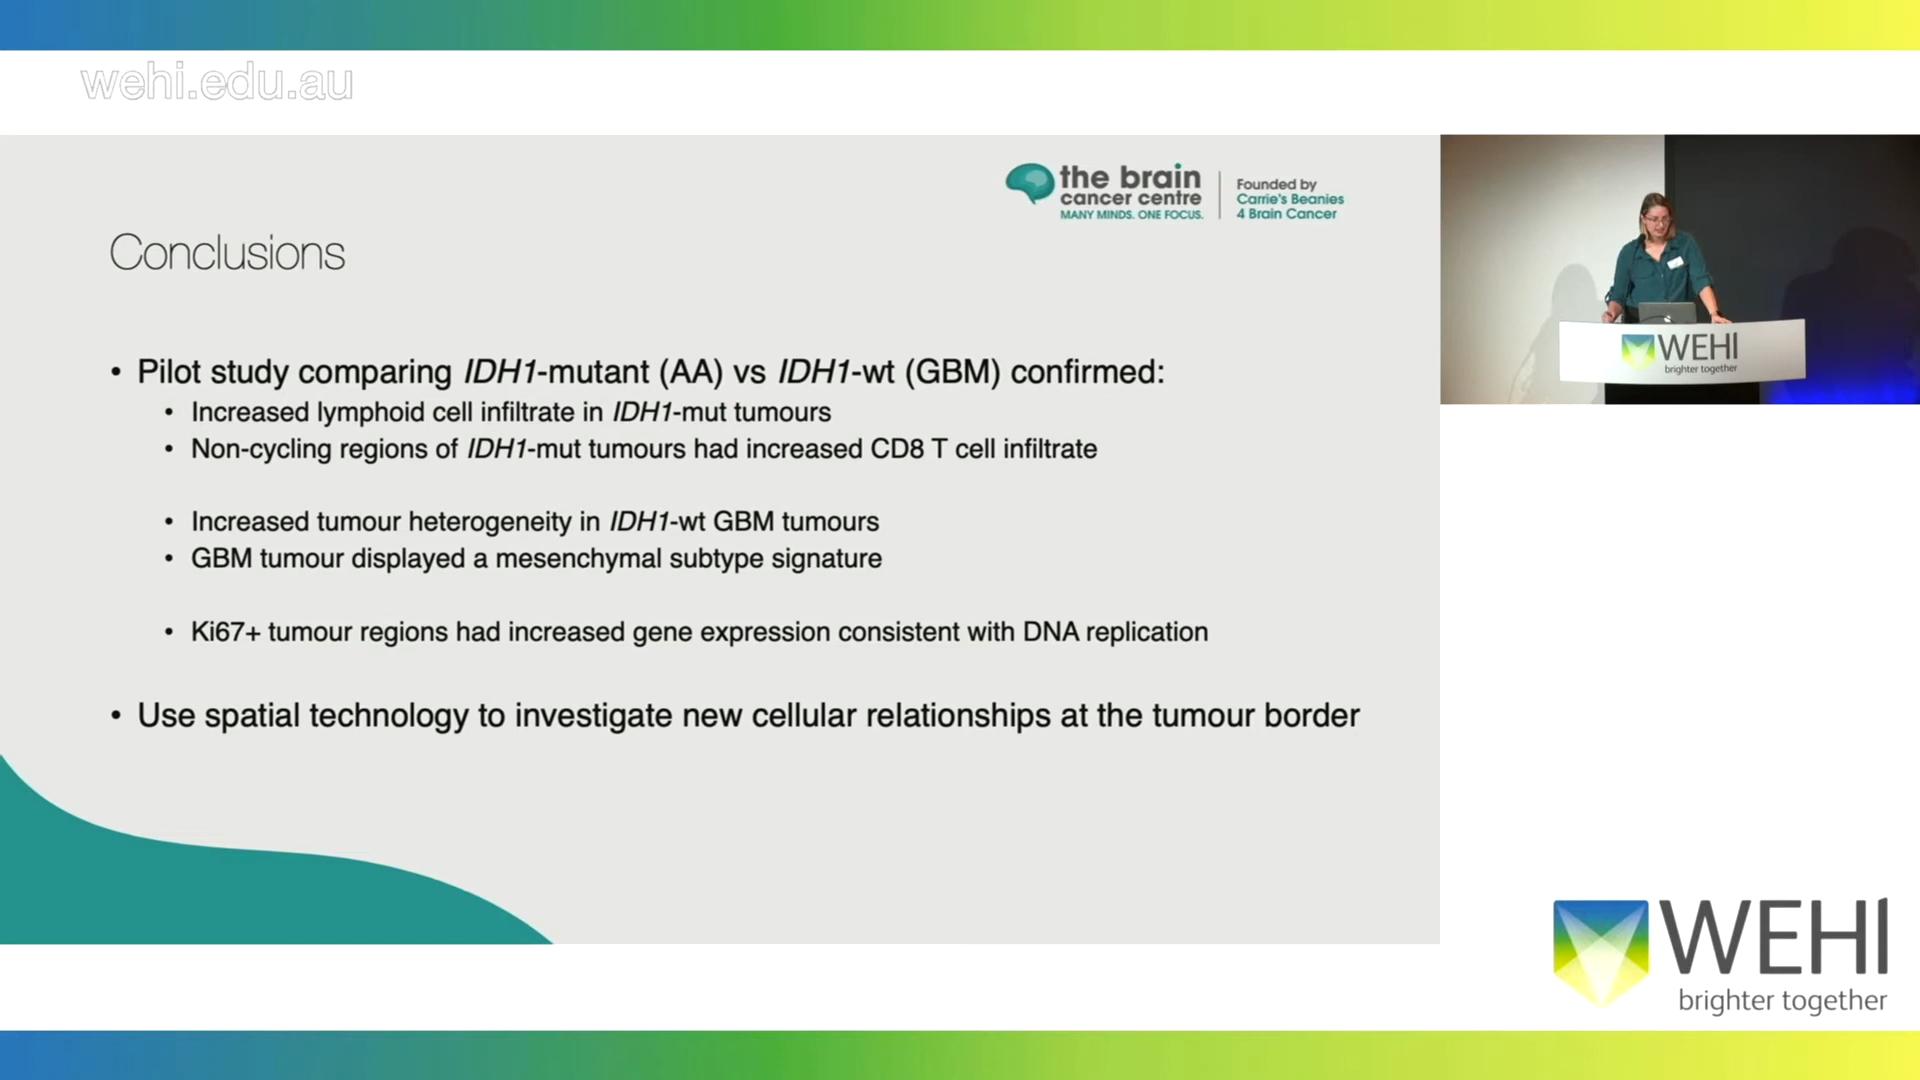 wehi.edu.au
the brain
cancer centre
MANY MINDS. ONE FOCUS.
Founded by
Carrie's Beanies
4 Brain Cancer
Conclusions
• Pilot study comparing IDH1-mutant (AA) vs IDH1-wt (GBM) confirmed:
• Increased lymphoid cell infiltrate in IDH1-mut tumours
• Non-cycling regions of IDH1-mut tumours had increased CD8 T cell infiltrate
• Increased tumour heterogeneity in IDH1-wt GBM tumours
• GBM tumour displayed a mesenchymal subtype signature
• Ki67+ tumour regions had increased gene expression consistent with DNA replication
• Use spatial technology to investigate new cellular relationships at the tumour border
WEHI
brighter together
WEHI
brighter together